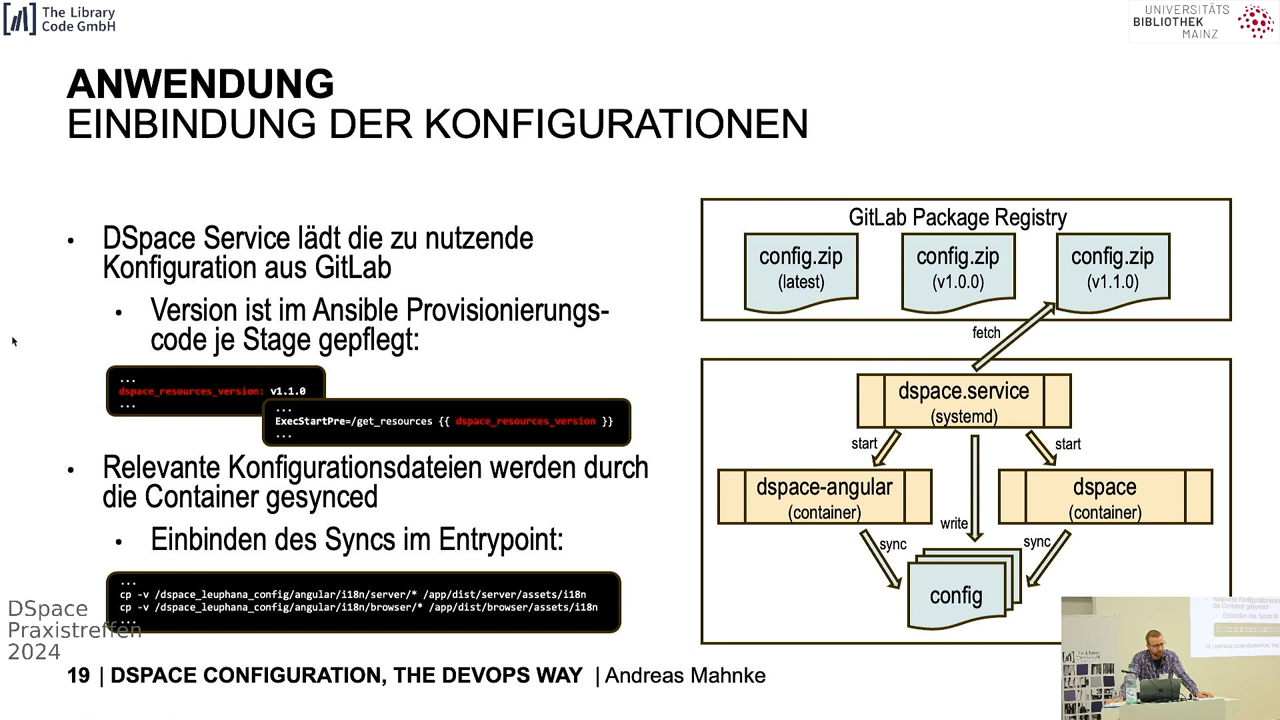 The Library
Code GmbH
UNIVERSITÄTS
BIBLIOTHEK
MAINZ
ANWENDUNG
EINBINDUNG DER KONFIGURATIONEN
• DSpace Service lädt die zu nutzende
Konfiguration aus GitLab
• Version ist im Ansible Provisionierungs-
code je Stage gepflegt:
...
dspace_resources_version: v1.1.0
...
...
ExecStartPre=/get_resources {{ dspace_resources_version }}
...
• Relevante Konfigurationsdateien werden durch
die Container gesynced
• Einbinden des Syncs im Entrypoint:
...
cp -v /dspace_leuphana_config/angular/i18n/server/* /app/dist/server/assets/i18n
cp -v /dspace_leuphana_config/angular/i18n/browser/* /app/dist/browser/assets/i18n
...
GitLab Package Registry
config.zip
(latest)
config.zip
(v1.0.0)
config.zip
(v1.1.0)
fetch
dspace.service
(systemd)
start
start
dspace-angular
(container)
dspace
(container)
write
sync
sync
config
DSpace
Praxistreffen
2024
19 | DSPACE CONFIGURATION, THE DEVOPS WAY | Andreas Mahnke